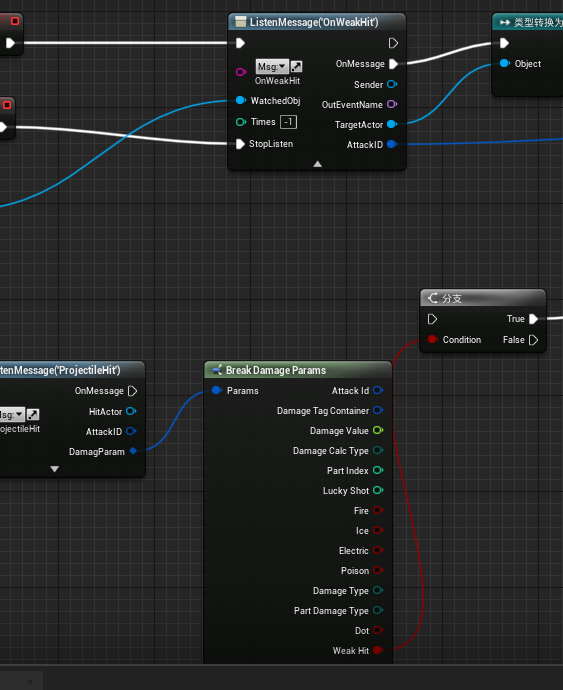 ListenMessage('OnWeakHit')
类型转换为
Msg:
OnWeakHit
OnMessage
Object
Sender
WatchedObj
OutEventName
Times
-1
TargetActor
StopListen
AttackID
分支
True
Condition
False
tenMessage('ProjectileHit')
Break Damage Params
OnMessage
Params
Attack Id
HitActor
Damage Tag Container
Msg:
ojectileHit
AttackID
Damage Value
DamagParam
Damage Calc Type
Part Index
Lucky Shot
Fire
Ice
Electric
Poison
Damage Type
Part Damage Type
Dot
Weak Hit